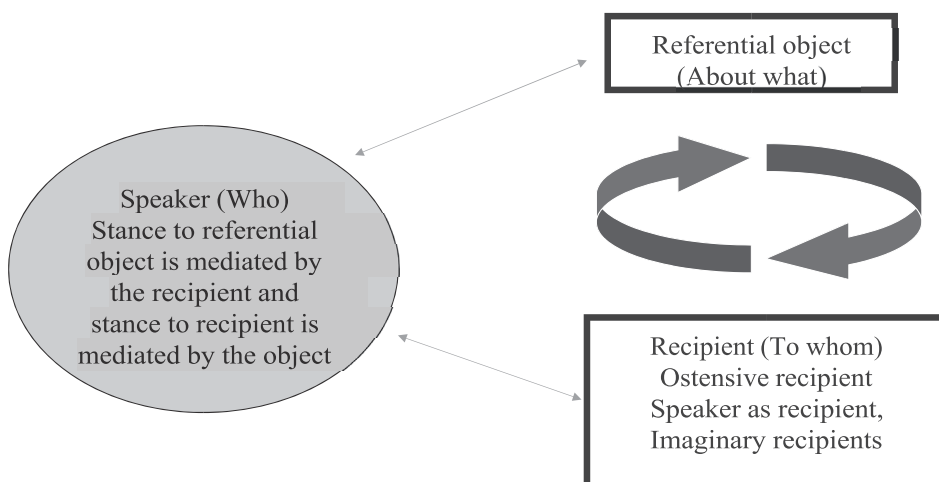 Referential object
(About what)
Speaker (Who)
Stance to referential
object is mediated by
the recipient and
stance to recipient is
mediated by the object
Recipient (To whom)
Ostensive recipient
Speaker as recipient,
Imaginary recipients